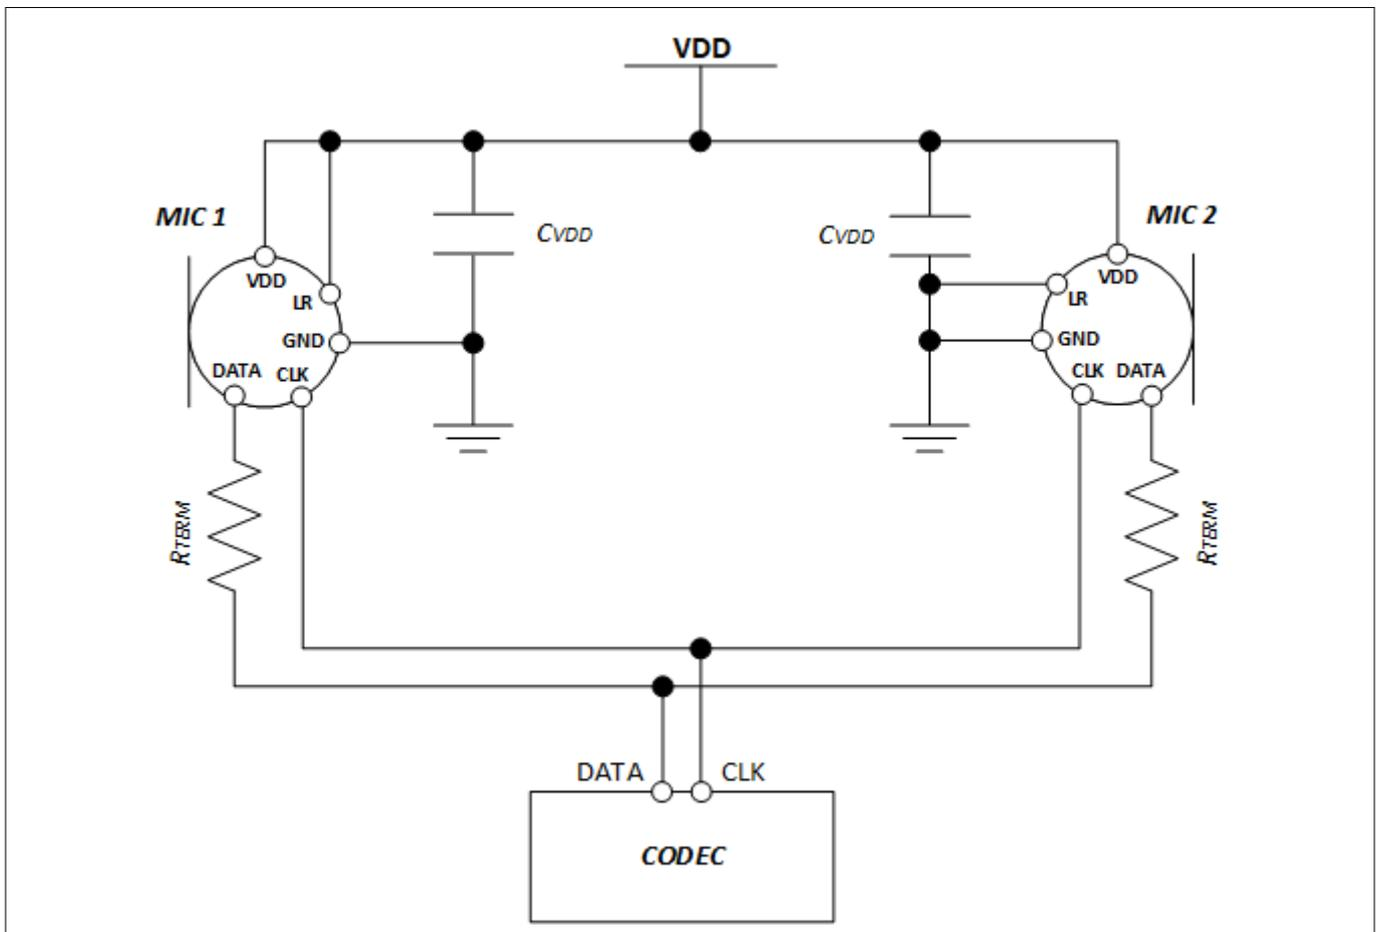 VDD
MIC 1
MIC 2
CVDD
CVDD
VDD
LR
GND
DATA
CLK
VDD
LR
GND
CLK
DATA
RTERM
RTERM
DATA
CLK
CODEC